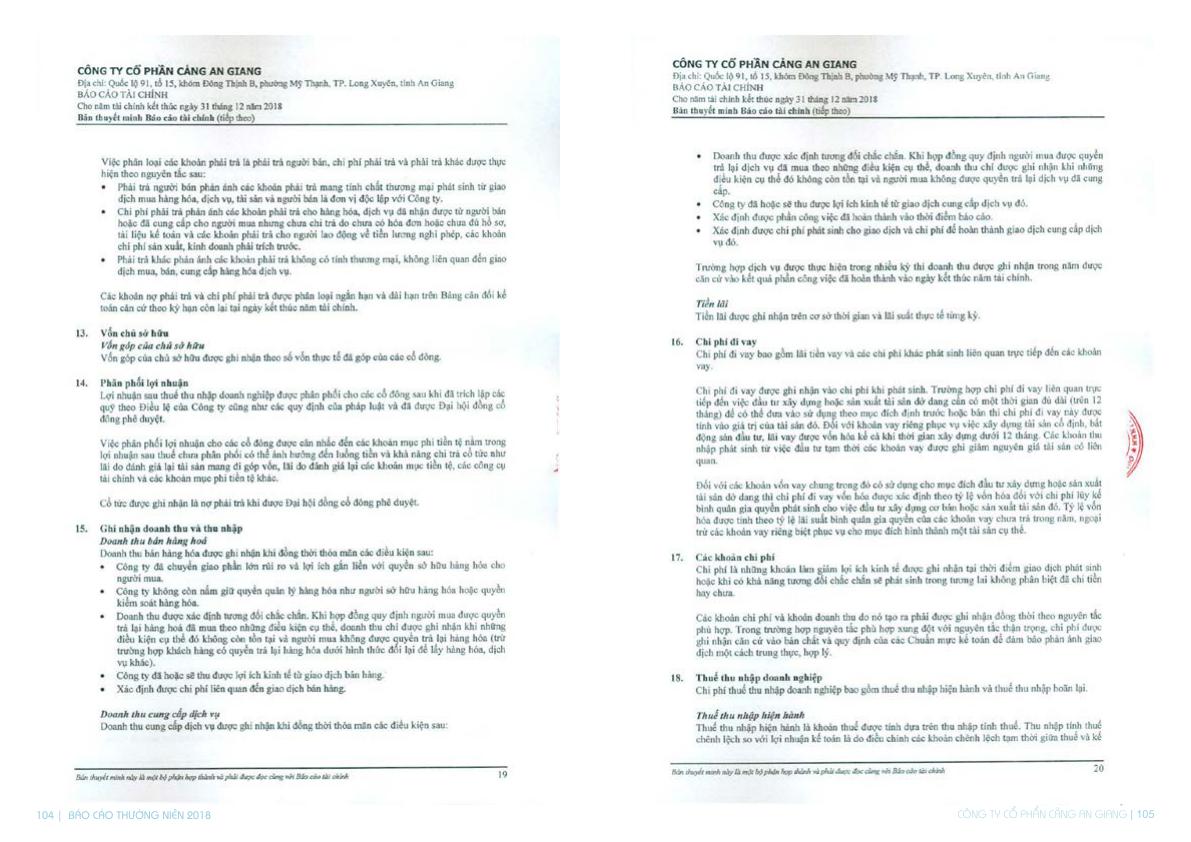 CÔNG TY CỔ PHẦN CẢNG AN GIANG
Địa chỉ: Quốc lộ 91, tổ 15, khóm Đông Thịnh B, phường Mỹ Thạnh, TP. Long Xuyên, tỉnh An Giang
BÁO CÁO TÀI CHÍNH
Cho năm tài chính kết thúc ngày 31 tháng 12 năm 2018
Bản thuyết minh Báo cáo tài chính (tiếp theo)
Việc phân loại các khoản phải trả là phải trả người bán, chi phí phải trả và phải trả khác được thực
hiện theo nguyên tắc sau:
• Phải trả người bán phản ánh các khoản phải trả mang tính chất thương mại phát sinh từ giao
dịch mua hàng hóa, dịch vụ, tài sản và người bán là đơn vị độc lập với Công ty.
• Chi phí phải trả phản ánh các khoản phải trả cho hàng hóa, dịch vụ đã nhận được từ người bán
hoặc đã cung cấp cho người mua nhưng chưa chi trả do chưa có hóa đơn hoặc chưa đủ hồ sơ,
tài liệu kế toán và các khoản phải trả cho người lao động về tiền lương nghỉ phép, các khoản
chi phí sản xuất, kinh doanh phải trích trước.
• Phải trả khác phản ánh các khoản phải trả không có tính thương mại, không liên quan đến giao
dịch mua, bán, cung cấp hàng hóa dịch vụ.
Các khoản nợ phải trả và chi phí phải trả được phân loại ngắn hạn và dài hạn trên Bảng cân đối kế
toán căn cứ theo kỳ hạn còn lại tại ngày kết thúc năm tài chính.
13. Vốn chủ sở hữu
Vốn góp của chủ sở hữu
Vốn góp của chủ sở hữu được ghi nhận theo số vốn thực tế đã góp của các cổ đông.
14. Phân phối lợi nhuận
Lợi nhuận sau thuế thu nhập doanh nghiệp được phân phối cho các cổ đông sau khi đã trích lập các
quỹ theo Điều lệ của Công ty cũng như các quy định của pháp luật và đã được Đại hội đồng cổ
đông phê duyệt.
Việc phân phối lợi nhuận cho các cổ đông được cân nhắc đến các khoản mục phi tiền tệ nằm trong
lợi nhuận sau thuế chưa phân phối có thể ảnh hưởng đến luồng tiền và khả năng chi trả cổ tức như
lãi do đánh giá lại tài sản mang đi góp vốn, lãi do đánh giá lại các khoản mục tiền tệ, các công cụ
tài chính và các khoản mục phi tiền tệ khác.
Cổ tức được ghi nhận là nợ phải trả khi được Đại hội đồng cổ đông phê duyệt.
15. Ghi nhận doanh thu và thu nhập
Doanh thu bán hàng hoá
Doanh thu bán hàng hóa được ghi nhận khi đồng thời thỏa mãn các điều kiện sau:
• Công ty đã chuyển giao phần lớn rủi ro và lợi ích gắn liền với quyền sở hữu hàng hóa cho
người mua.
• Công ty không còn nắm giữ quyền quản lý hàng hóa như người sở hữu hàng hóa hoặc quyền
kiểm soát hàng hóa.
• Doanh thu được xác định tương đối chắc chắn. Khi hợp đồng quy định người mua được quyền
trả lại hàng hoá đã mua theo những điều kiện cụ thể, doanh thu chỉ được ghi nhận khi những
điều kiện cụ thể đó không còn tồn tại và người mua không được quyền trả lại hàng hóa (trừ
trường hợp khách hàng có quyền trả lại hàng hóa dưới hình thức đổi lại để lấy hàng hóa, dịch
vụ khác).
• Công ty đã hoặc sẽ thu được lợi ích kinh tế từ giao dịch bán hàng.
• Xác định được chi phí liên quan đến giao dịch bán hàng.
Doanh thu cung cấp dịch vụ
Doanh thu cung cấp dịch vụ được ghi nhận khi đồng thời thỏa mãn các điều kiện sau:
Bản thuyết minh này là một bộ phận hợp thành và phải được đọc cùng với Báo cáo tài chính 19
104 | BÁO CÁO THƯỜNG NIÊN 2018
CÔNG TY CỔ PHẦN CẢNG AN GIANG
Địa chỉ: Quốc lộ 91, tổ 15, khóm Đông Thịnh B, phường Mỹ Thạnh, TP. Long Xuyên, tỉnh An Giang
BÁO CÁO TÀI CHÍNH
Cho năm tài chính kết thúc ngày 31 tháng 12 năm 2018
Bản thuyết minh Báo cáo tài chính (tiếp theo)
• Doanh thu được xác định tương đối chắc chắn. Khi hợp đồng quy định người mua được quyền
trả lại dịch vụ đã mua theo những điều kiện cụ thể, doanh thu chỉ được ghi nhận khi những
điều kiện cụ thể đó không còn tồn tại và người mua không được quyền trả lại dịch vụ đã cung
cấp.
• Công ty đã hoặc sẽ thu được lợi ích kinh tế từ giao dịch cung cấp dịch vụ đó.
• Xác định được phần công việc đã hoàn thành vào thời điểm báo cáo.
• Xác định được chi phí phát sinh cho giao dịch và chi phí để hoàn thành giao dịch cung cấp dịch
vụ đó.
Trường hợp dịch vụ được thực hiện trong nhiều kỳ thì doanh thu được ghi nhận trong năm được
căn cứ vào kết quả phần công việc đã hoàn thành vào ngày kết thúc năm tài chính.
Tiền lãi
Tiền lãi được ghi nhận trên cơ sở thời gian và lãi suất thực tế từng kỳ.
16. Chi phí đi vay
Chi phí đi vay bao gồm lãi tiền vay và các chi phí khác phát sinh liên quan trực tiếp đến các khoản
vay.
Chi phí đi vay được ghi nhận vào chi phí khi phát sinh. Trường hợp chi phí đi vay liên quan trực
tiếp đến việc đầu tư xây dựng hoặc sản xuất tài sản dở dang cần có một thời gian đủ dài (trên 12
tháng) để có thể đưa vào sử dụng theo mục đích định trước hoặc bán thì chi phí đi vay này được
tính vào giá trị của tài sản đó. Đối với khoản vay riêng phục vụ việc xây dựng tài sản cố định, bất
động sản đầu tư, lãi vay được vốn hóa kể cả khi thời gian xây dựng dưới 12 tháng. Các khoản thu
nhập phát sinh từ việc đầu tư tạm thời các khoản vay được ghi giảm nguyên giá tài sản có liên
quan.
Đối với các khoản vốn vay chung trong đó có sử dụng cho mục đích đầu tư xây dựng hoặc sản xuất
tài sản dở dang thì chi phí đi vay vốn hóa được xác định theo tỷ lệ vốn hóa đối với chi phí lũy kế
bình quân gia quyền phát sinh cho việc đầu tư xây dựng cơ bản hoặc sản xuất tài sản đó. Tỷ lệ vốn
hóa được tính theo tỷ lệ lãi suất bình quân gia quyền của các khoản vay chưa trả trong năm, ngoại
trừ các khoản vay riêng biệt phục vụ cho mục đích hình thành một tài sản cụ thể.
17. Các khoản chi phí
Chi phí là những khoản làm giảm lợi ích kinh tế được ghi nhận tại thời điểm giao dịch phát sinh
hoặc khi có khả năng tương đối chắc chắn sẽ phát sinh trong tương lai không phân biệt đã chi tiền
hay chưa.
Các khoản chi phí và khoản doanh thu do nó tạo ra phải được ghi nhận đồng thời theo nguyên tắc
phù hợp. Trong trường hợp nguyên tắc phù hợp xung đột với nguyên tắc thận trọng, chi phí được
ghi nhận căn cứ vào bản chất và quy định của các Chuẩn mực kế toán để đảm bảo phản ánh giao
dịch một cách trung thực, hợp lý.
18. Thuế thu nhập doanh nghiệp
Chi phí thuế thu nhập doanh nghiệp bao gồm thuế thu nhập hiện hành và thuế thu nhập hoãn lại.
Thuế thu nhập hiện hành
Thuế thu nhập hiện hành là khoản thuế được tính dựa trên thu nhập tính thuế. Thu nhập tính thuế
chênh lệch so với lợi nhuận kế toán là do điều chỉnh các khoản chênh lệch tạm thời giữa thuế và kế
Bản thuyết minh này là một bộ phận hợp thành và phải được đọc cùng với Báo cáo tài chính 20
CÔNG TY CỔ PHẦN CẢNG AN GIANG | 105